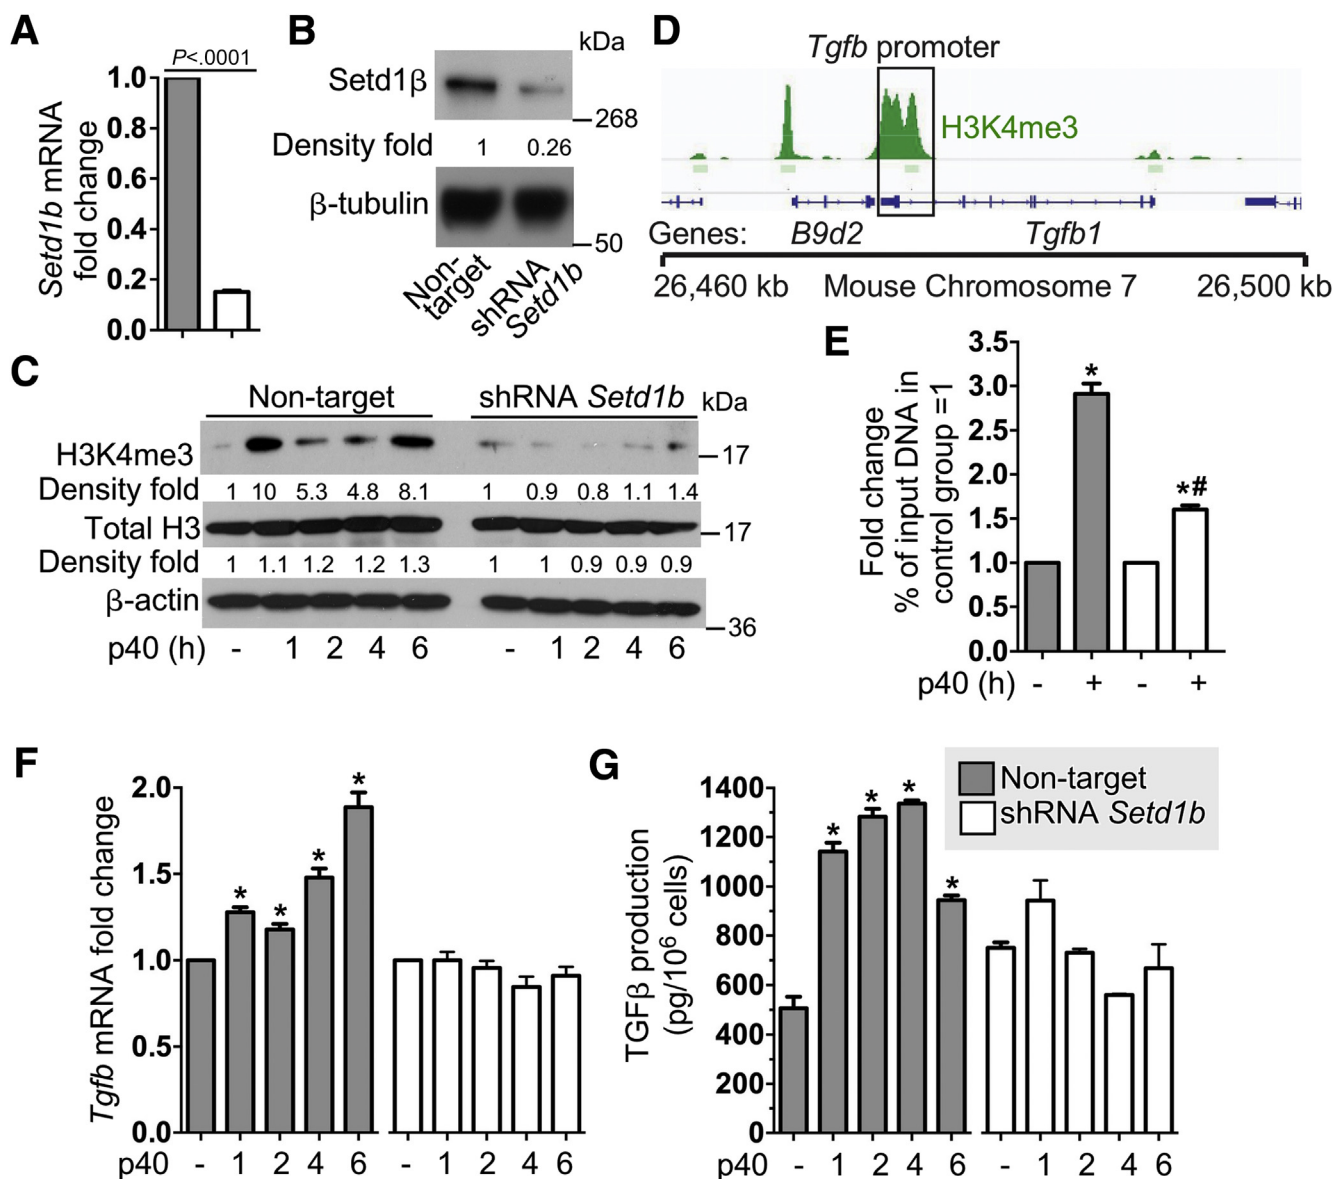 A
P<.0001
Setd1b mRNA
fold change
1.0
0.8
0.6
0.4
0.2
0.0
B
kDa
Setd1β
268
Density fold 1 0.26
β-tubulin
50
Non-
target
shRNA
Setd1b
C
Non-target shRNA Setd1b kDa
H3K4me3
17
Density fold 1 10 5.3 4.8 8.1 1 0.9 0.8 1.1 1.4
Total H3
17
Density fold 1 1.1 1.2 1.2 1.3 1 1 0.9 0.9 0.9
β-actin
36
p40 (h) - 1 2 4 6 - 1 2 4 6
D
Tgfb promoter
H3K4me3
Genes: B9d2 Tgfb1
26,460 kb Mouse Chromosome 7 26,500 kb
E
Fold change
% of input DNA in
control group =1
3.5
3.0
2.5
2.0
1.5
1.0
0.5
0.0
*
*#
p40 (h) - + - +
F
Tgfb mRNA fold change
2.0
1.5
1.0
0.5
0.0
* * * *
p40 - 1 2 4 6 - 1 2 4 6
G
Non-target
shRNA Setd1b
TGFβ production
(pg/10⁶ cells)
1400
1200
1000
800
600
400
200
0
* * * *
p40 - 1 2 4 6 - 1 2 4 6